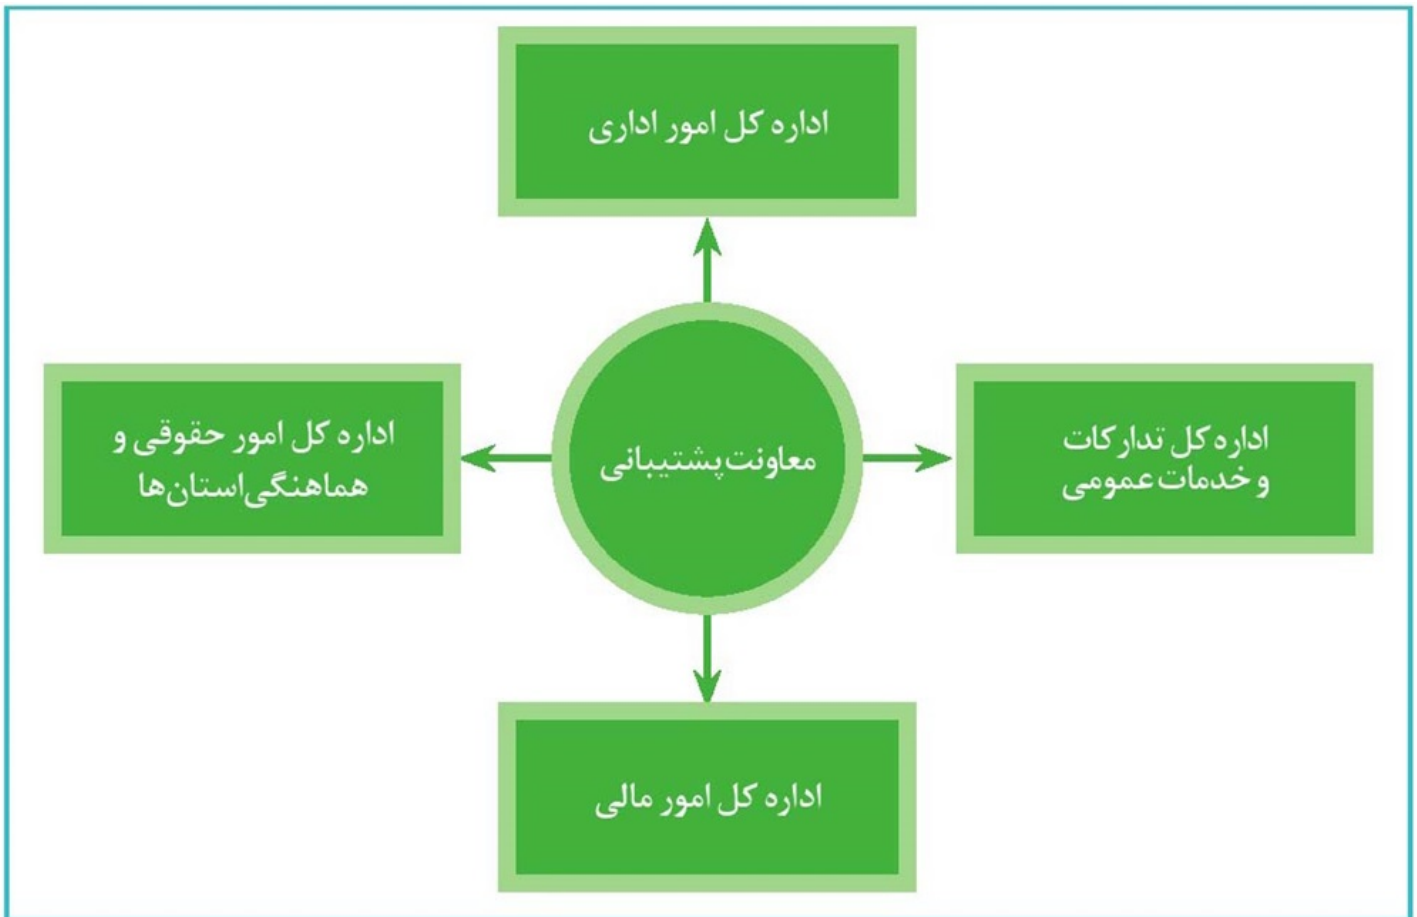 اداره کل امور اداری
اداره کل تدارکات
و خدمات عمومی
معاونت پشتیبانی
اداره کل امور حقوقی و
هماهنگی استان‌ها
اداره کل امور مالی